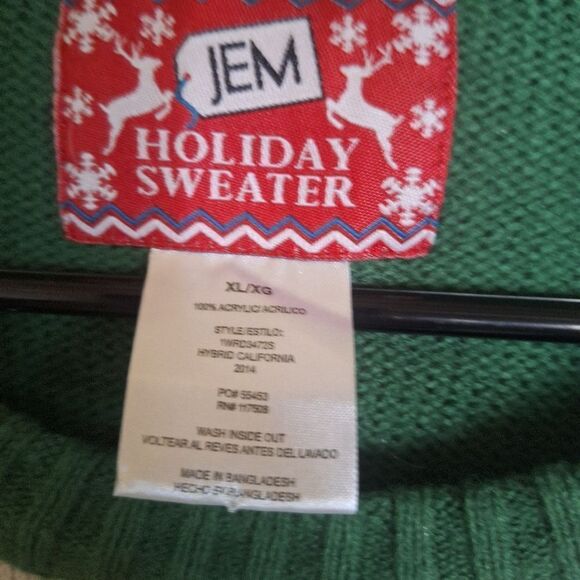 JEM
HOLIDAY
SWEATER
XL/XG
100% ACRYLIC/ ACRILICO
STYLE/ESTILO:
1WRD3472S
HYBRID CALIFORNIA
2014
PO# 55453
RN# 117508
WASH INSIDE OUT
VOLTEAR AL REVES ANTES DEL LAVADO
MADE IN BANGLADESH
HECHO EN BANGLADESH